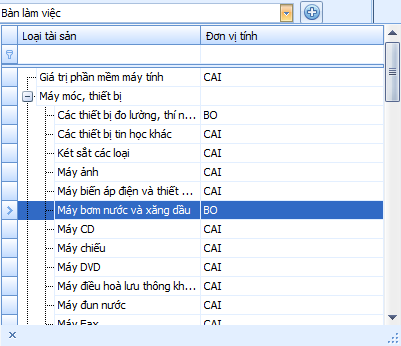 Bàn làm việc
Loại tài sản Đơn vị tính
Giá trị phần mềm máy tính CAI
Máy móc, thiết bị
Các thiết bị đo lường, thí n... BO
Các thiết bị tin học khác CAI
Két sắt các loại CAI
Máy ảnh CAI
Máy biến áp điện và thiết ... CAI
Máy bơm nước và xăng dầu BO
Máy CD CAI
Máy chiếu CAI
Máy DVD CAI
Máy điều hoà lưu thông kh... CAI
Máy đun nước CAI
Máy Fax CAI